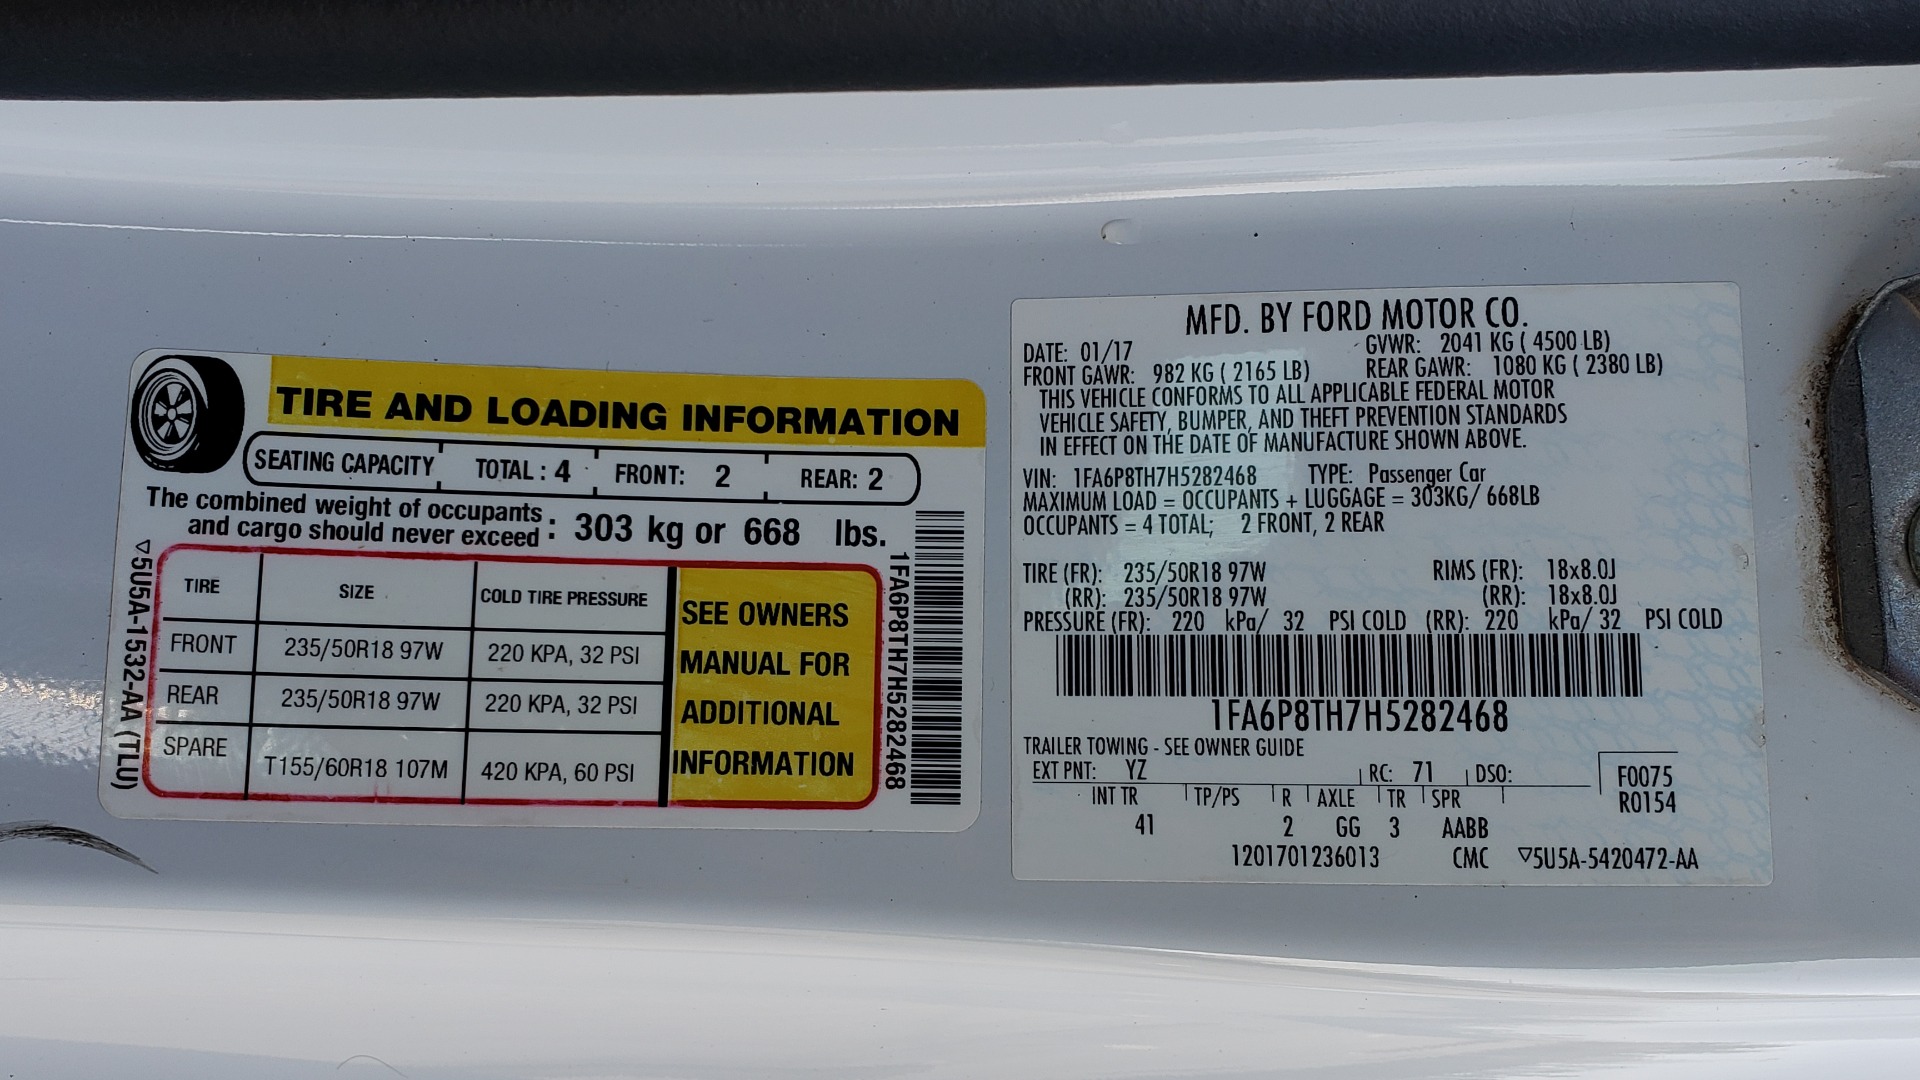 TIRE AND LOADING INFORMATION
SEATING CAPACITY TOTAL : 4 FRONT: 2 REAR: 2
The combined weight of occupants
and cargo should never exceed : 303 kg or 668 lbs.
TIRE SIZE COLD TIRE PRESSURE
FRONT 235/50R18 97W 220 KPA, 32 PSI
REAR 235/50R18 97W 220 KPA, 32 PSI
SPARE T155/60R18 107M 420 KPA, 60 PSI
SEE OWNERS
MANUAL FOR
ADDITIONAL
INFORMATION
▽5U5A-1532-AA (TLU)
1FA6P8TH7H5282468
MFD. BY FORD MOTOR CO.
DATE: 01/17 GVWR: 2041 KG ( 4500 LB)
FRONT GAWR: 982 KG ( 2165 LB) REAR GAWR: 1080 KG ( 2380 LB)
THIS VEHICLE CONFORMS TO ALL APPLICABLE FEDERAL MOTOR
VEHICLE SAFETY, BUMPER, AND THEFT PREVENTION STANDARDS
IN EFFECT ON THE DATE OF MANUFACTURE SHOWN ABOVE.
VIN: 1FA6P8TH7H5282468 TYPE: Passenger Car
MAXIMUM LOAD = OCCUPANTS + LUGGAGE = 303KG/ 668LB
OCCUPANTS = 4 TOTAL; 2 FRONT, 2 REAR
TIRE (FR): 235/50R18 97W RIMS (FR): 18x8.0J
(RR): 235/50R18 97W (RR): 18x8.0J
PRESSURE (FR): 220 kPa/ 32 PSI COLD (RR): 220 kPa/ 32 PSI COLD
1FA6P8TH7H5282468
TRAILER TOWING - SEE OWNER GUIDE
EXT PNT: YZ RC: 71 DSO: F0075
R0154
INT TR TP/PS R AXLE TR SPR
41 2 GG 3 AABB
1201701236013 CMC ▽5U5A-5420472-AA